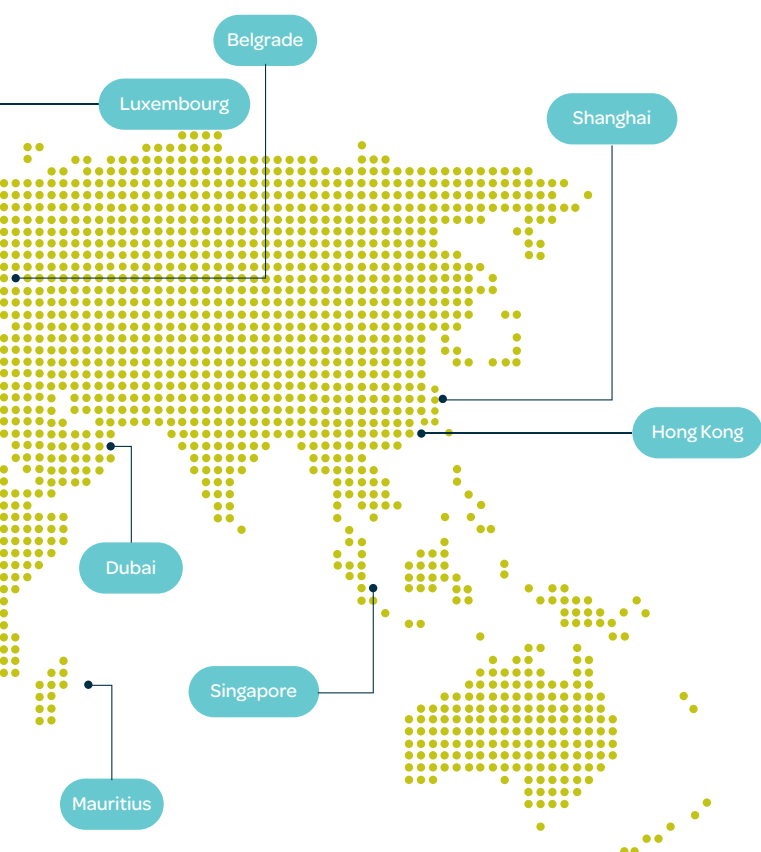 Belgrade
Luxembourg
Shanghai
Hong Kong
Dubai
Singapore
Mauritius